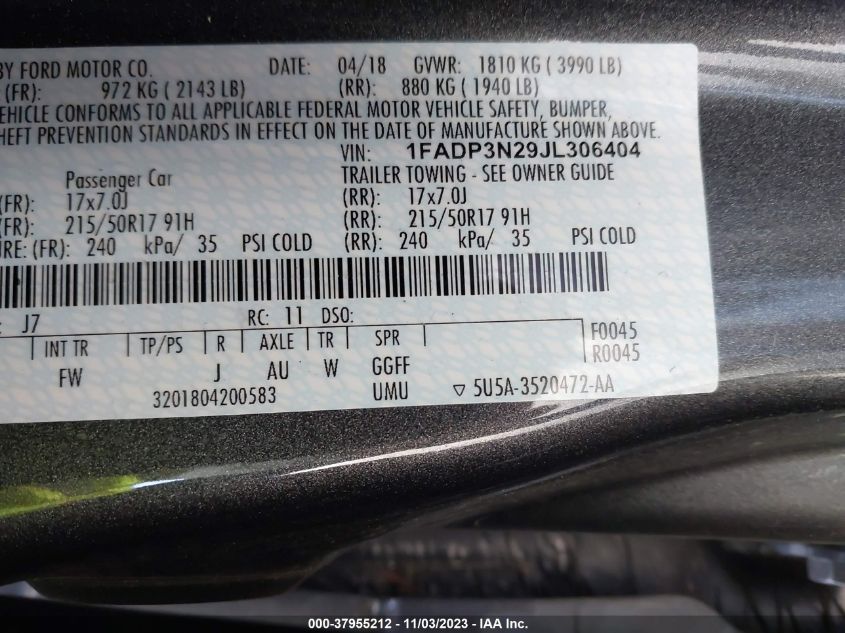 BY FORD MOTOR CO. DATE: 04/18 GVWR: 1810 KG ( 3990 LB)
(FR): 972 KG ( 2143 LB) (RR): 880 KG ( 1940 LB)
VEHICLE CONFORMS TO ALL APPLICABLE FEDERAL MOTOR VEHICLE SAFETY, BUMPER,
HEFT PREVENTION STANDARDS IN EFFECT ON THE DATE OF MANUFACTURE SHOWN ABOVE.
VIN: 1FADP3N29JL306404
Passenger Car TRAILER TOWING - SEE OWNER GUIDE
(FR): 17x7.0J (RR): 17x7.0J
(FR): 215/50R17 91H (RR): 215/50R17 91H
URE: (FR): 240 kPa/ 35 PSI COLD (RR): 240 kPa/ 35 PSI COLD
: J7 RC: 11 DSO:
INT TR TP/PS R AXLE TR SPR F0045
FW J AU W GGFF R0045
3201804200583 UMU 5U5A-3520472-AA
000-37955212 - 11/03/2023 - IAA Inc.